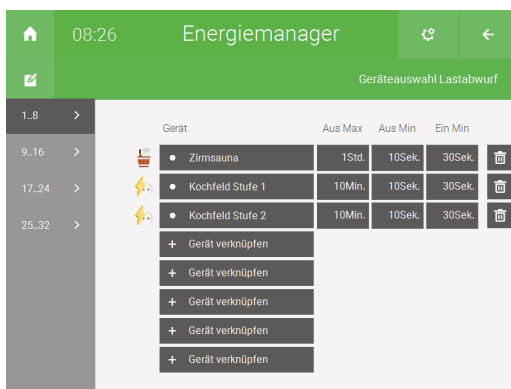 08:26 Energiemanager
Geräteauswahl Lastabwurf
1..8
9..16
17..24
25..32
Gerät Aus Max Aus Min Ein Min
Zirmsauna 1Std. 10Sek. 30Sek.
Kochfeld Stufe 1 10Min. 10Sek. 30Sek.
Kochfeld Stufe 2 10Min. 10Sek. 30Sek.
+ Gerät verknüpfen
+ Gerät verknüpfen
+ Gerät verknüpfen
+ Gerät verknüpfen
+ Gerät verknüpfen